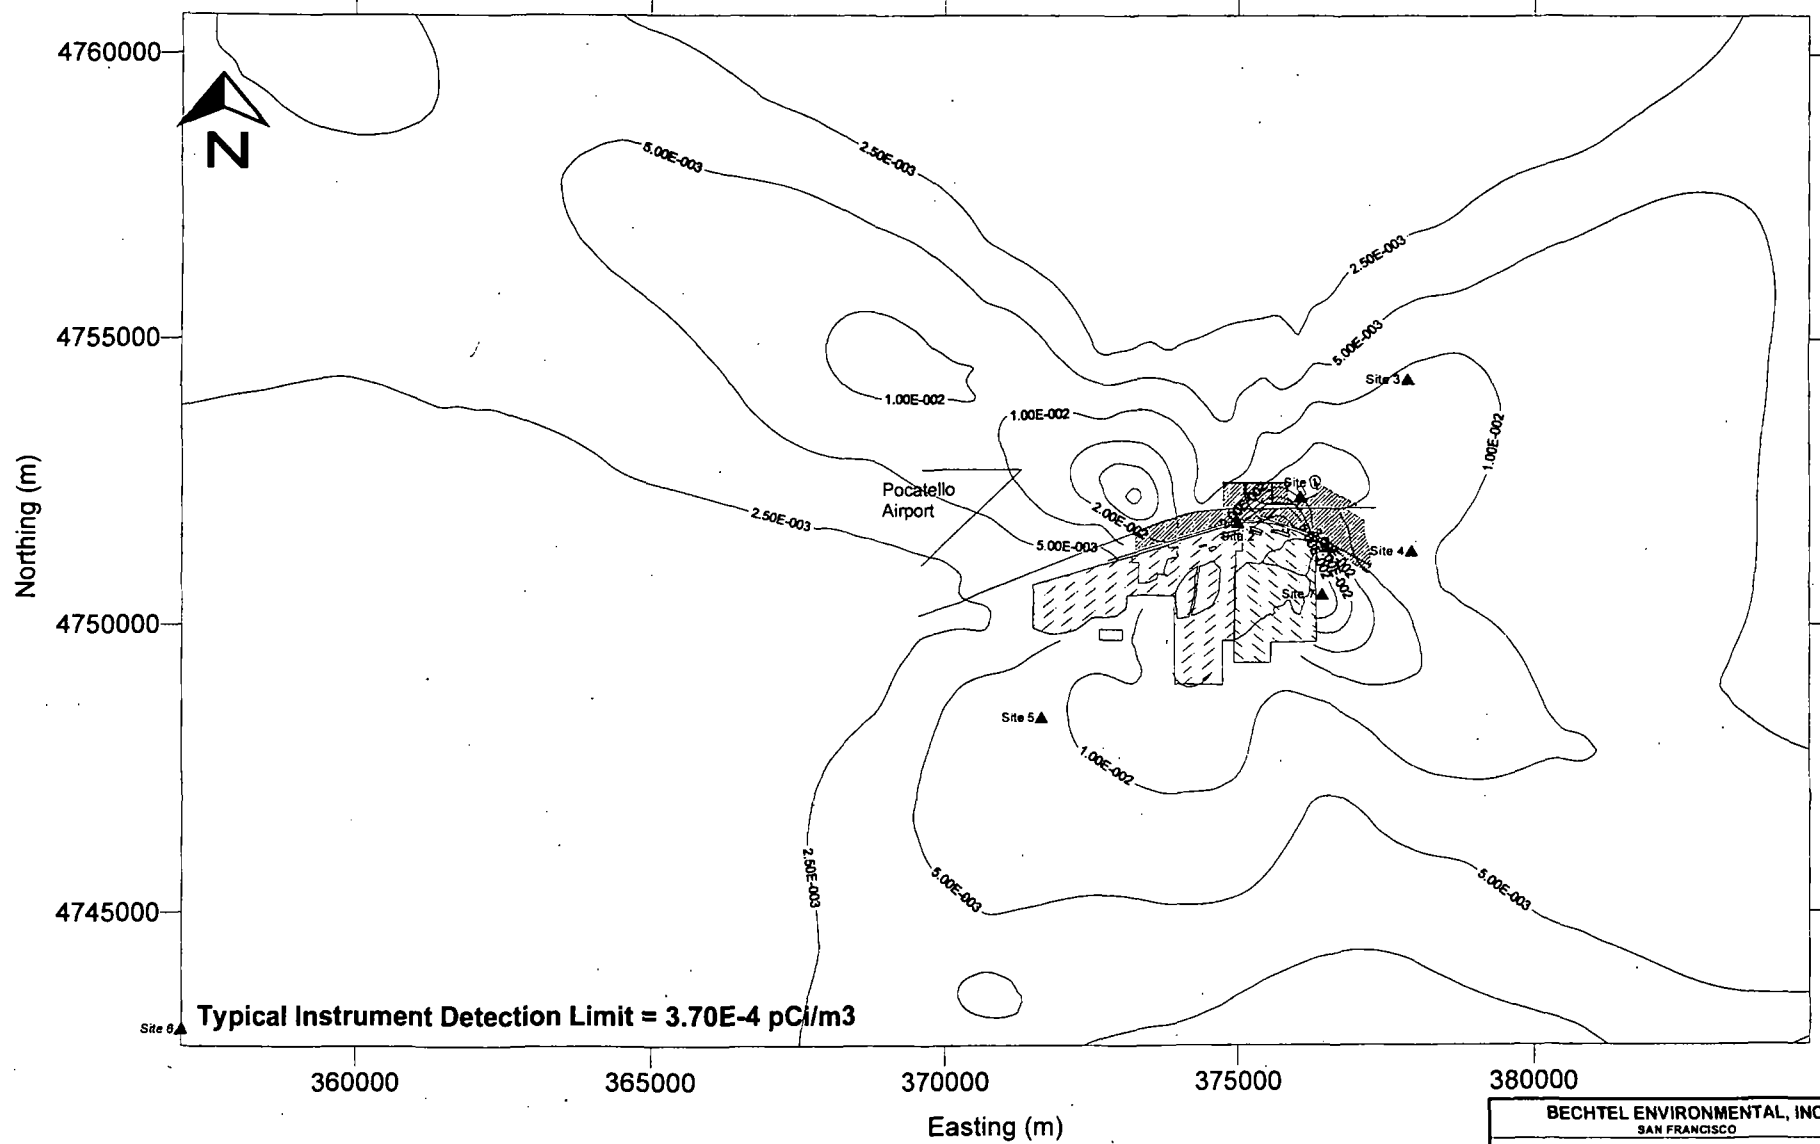 4760000
N
5.00E-003
2.50E-003
2.50E-003
4755000
5.00E-003
Site 3
1.00E-002
1.00E-002
1.00E-002
Northing (m)
Site 1
Pocatello
Airport
2.50E-003
2.00E-002
5.00E-003
Site 2
Site 4
Site 7
4750000
Site 5
1.00E-002
2.50E-003
5.00E-003
5.00E-003
4745000
Typical Instrument Detection Limit = 3.70E-4 pCi/m3
Site 6
360000
365000
370000
375000
380000
Easting (m)
BECHTEL ENVIRONMENTAL, INC
SAN FRANCISCO